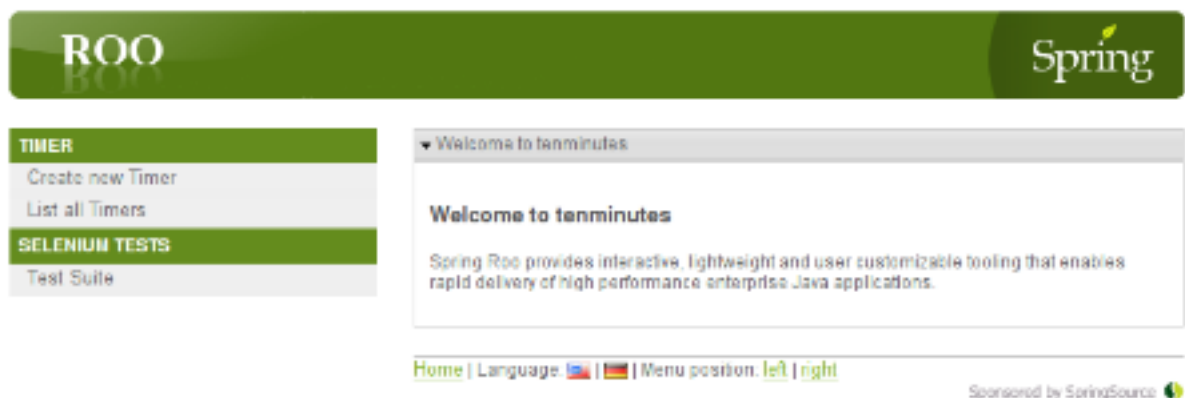 ROO
Spring
TIMER
Create new Timer
List all Timers
SELENIUM TESTS
Test Suite
Welcome to tenminutes
Welcome to tenminutes
Spring Roo provides interactive, lightweight and user customizable tooling that enables
rapid delivery of high performance enterprise Java applications.
Home | Language: | | Menu position: left | right
Sponsored by SpringSource